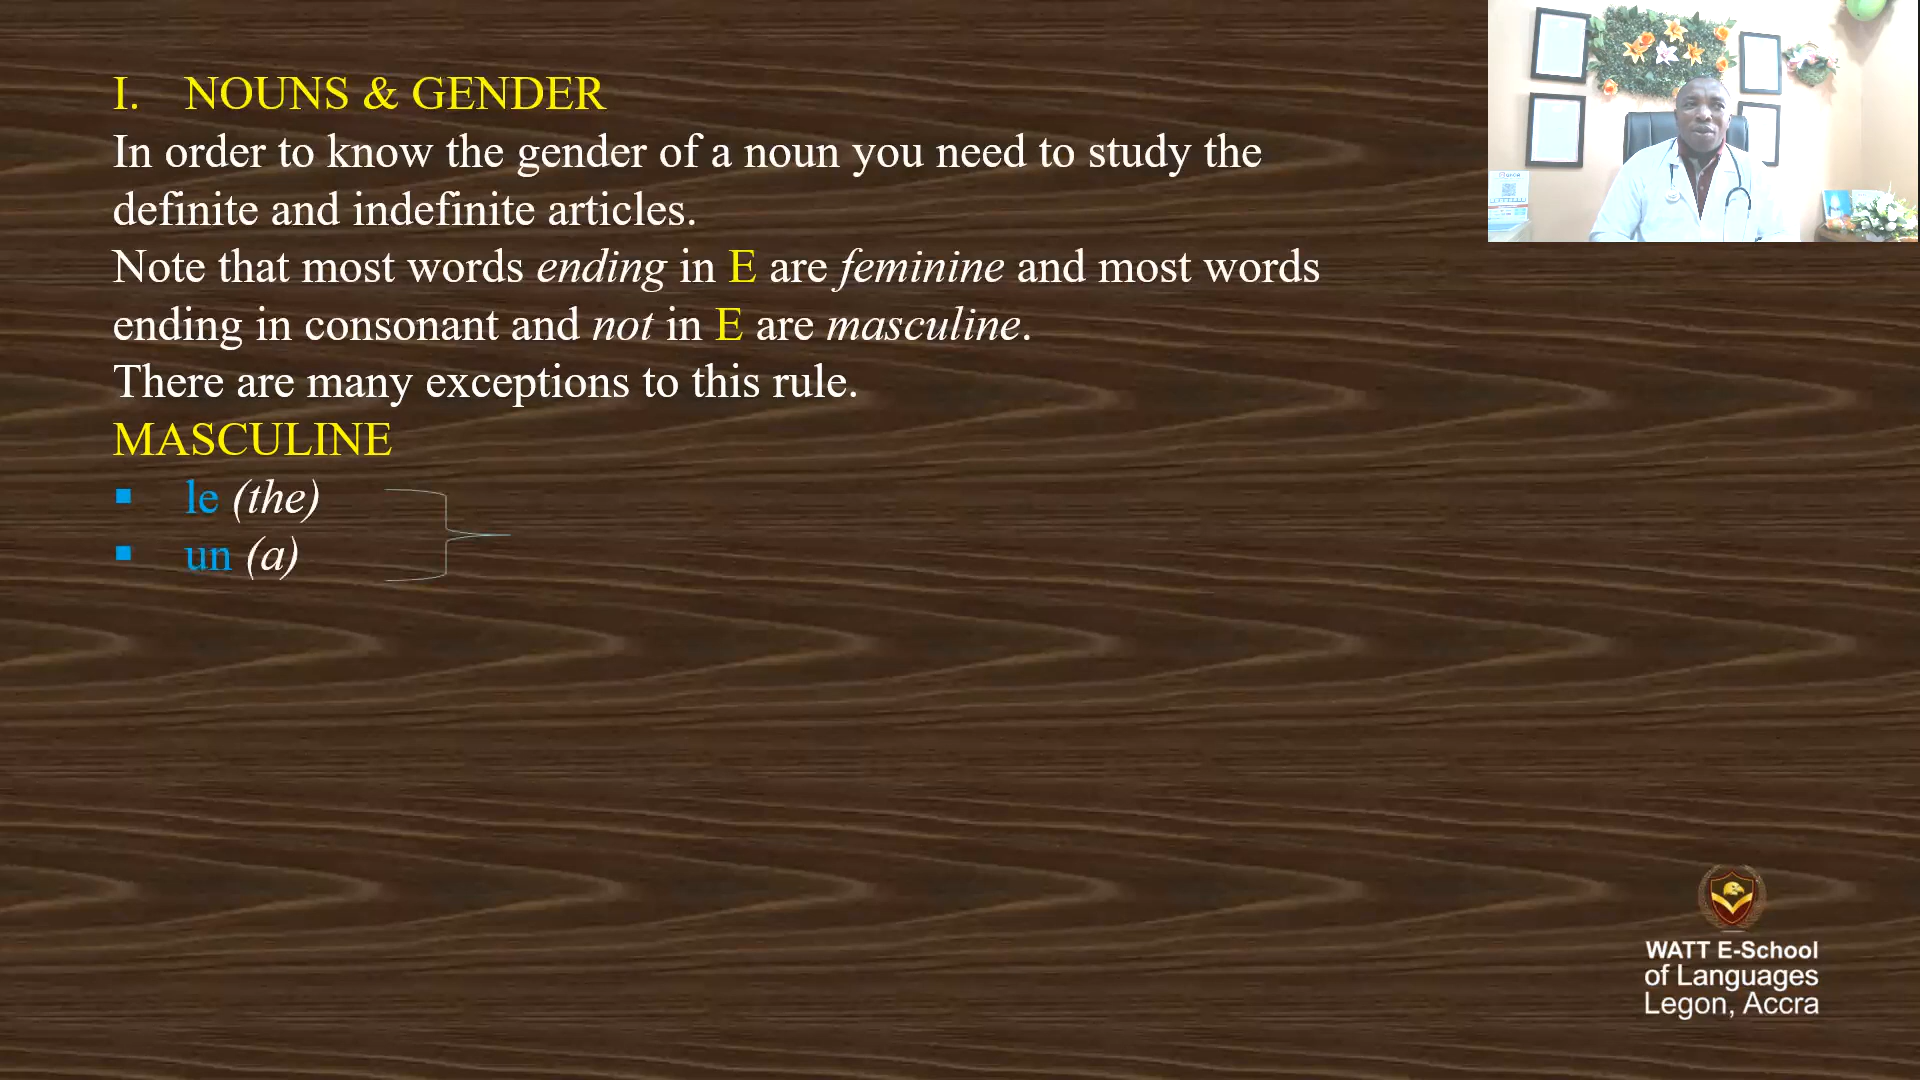 I. NOUNS & GENDER
In order to know the gender of a noun you need to study the
definite and indefinite articles.
Note that most words ending in E are feminine and most words
ending in consonant and not in E are masculine.
There are many exceptions to this rule.
MASCULINE
▪ le (the)
▪ un (a)
WATT E-School
of Languages
Legon, Accra